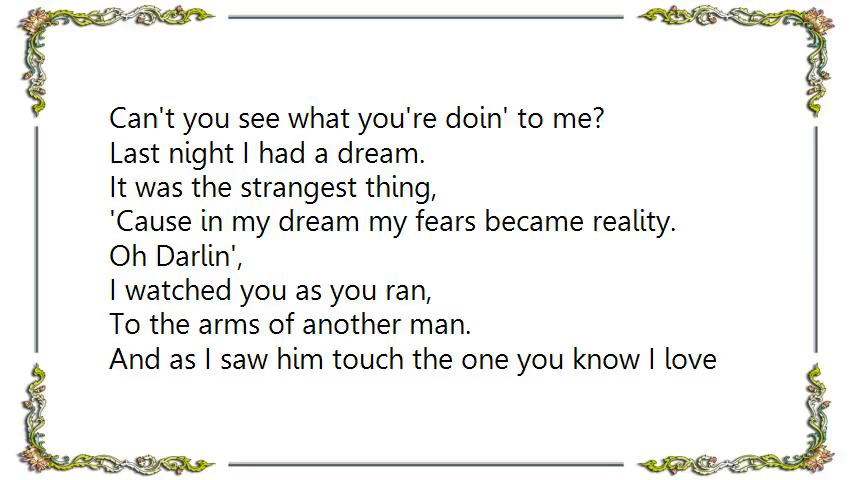 Can't you see what you're doin' to me?
Last night I had a dream.
It was the strangest thing,
'Cause in my dream my fears became reality.
Oh Darlin',
I watched you as you ran,
To the arms of another man.
And as I saw him touch the one you know I love